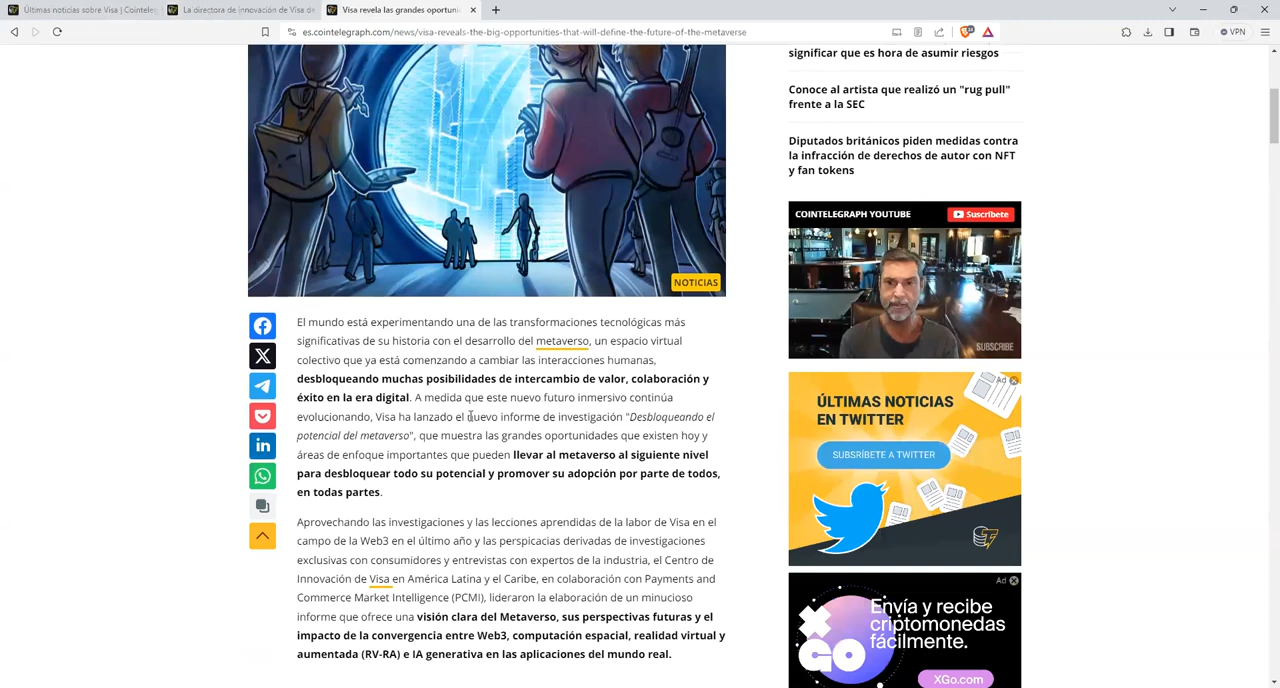 Últimas noticias sobre Visa | Cointele
La directora de innovación de Visa d
Visa revela las grandes oportuni
es.cointelegraph.com/news/visa-reveals-the-big-opportunities-that-will-define-the-future-of-the-metaverse
VPN
NOTICIAS
El mundo está experimentando una de las transformaciones tecnológicas más
significativas de su historia con el desarrollo del metaverso, un espacio virtual
colectivo que ya está comenzando a cambiar las interacciones humanas,
desbloqueando muchas posibilidades de intercambio de valor, colaboración y
éxito en la era digital. A medida que este nuevo futuro inmersivo continúa
evolucionando, Visa ha lanzado el nuevo informe de investigación "Desbloqueando el
potencial del metaverso", que muestra las grandes oportunidades que existen hoy y
áreas de enfoque importantes que pueden llevar al metaverso al siguiente nivel
para desbloquear todo su potencial y promover su adopción por parte de todos,
en todas partes.
Aprovechando las investigaciones y las lecciones aprendidas de la labor de Visa en el
campo de la Web3 en el último año y las perspicacias derivadas de investigaciones
exclusivas con consumidores y entrevistas con expertos de la industria, el Centro de
Innovación de Visa en América Latina y el Caribe, en colaboración con Payments and
Commerce Market Intelligence (PCMI), lideraron la elaboración de un minucioso
informe que ofrece una visión clara del Metaverso, sus perspectivas futuras y el
impacto de la convergencia entre Web3, computación espacial, realidad virtual y
aumentada (RV-RA) e IA generativa en las aplicaciones del mundo real.
significar que es hora de asumir riesgos
Conoce al artista que realizó un "rug pull"
frente a la SEC
Diputados británicos piden medidas contra
la infracción de derechos de autor con NFT
y fan tokens
COINTELEGRAPH YOUTUBE
Suscríbete
SUBSCRIBE
Ad
ÚLTIMAS NOTICIAS
EN TWITTER
SUBSRÍBETE A TWITTER
Ad
Envía y recibe
criptomonedas
fácilmente.
XGO
XGo.com